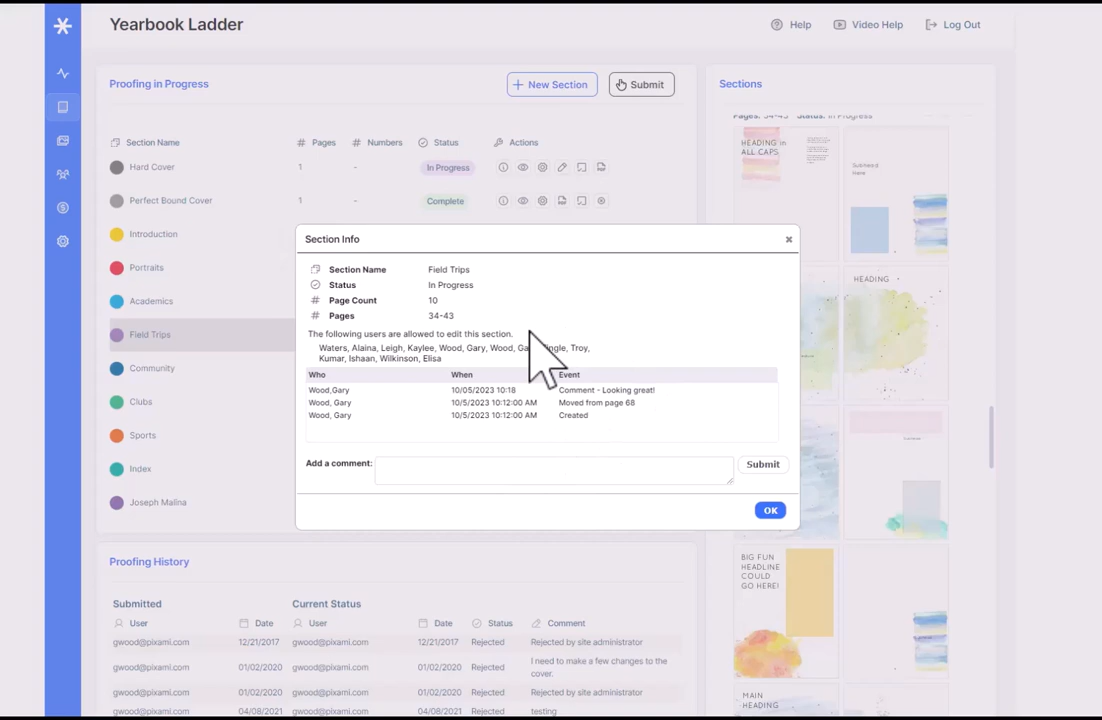 Yearbook Ladder
Help
Video Help
Log Out
Proofing in Progress
+ New Section
Submit
Sections
Section Name
# Pages
# Numbers
Status
Actions
Hard Cover 1 - In Progress
Perfect Bound Cover 1 - Complete
Introduction
Portraits
Academics
Field Trips
Community
Clubs
Sports
Index
Joseph Malina
Section Info
Section Name Field Trips
Status In Progress
# Page Count 10
# Pages 34-43
The following users are allowed to edit this section.
Waters, Alaina, Leigh, Kaylee, Wood, Gary, Wood, Troy,
Kumar, Ishaan, Wilkinson, Elisa
Who When Event
Wood,Gary 10/05/2023 10:18 Comment - Looking great!
Wood, Gary 10/5/2023 10:12:00 AM Moved from page 68
Wood, Gary 10/5/2023 10:12:00 AM Created
Add a comment:
Submit
OK
Proofing History
Submitted Current Status
User Date User Date Status Comment
gwood@pixami.com 12/21/2017 gwood@pixami.com 12/21/2017 Rejected Rejected by site administrator
gwood@pixami.com 01/02/2020 gwood@pixami.com 01/02/2020 Rejected I need to make a few changes to the
cover.
gwood@pixami.com 01/02/2020 gwood@pixami.com 01/02/2020 Rejected Rejected by site administrator
gwood@pixami.com 04/08/2021 gwood@pixami.com 04/08/2021 Rejected testing
Pages: 34-43 Status: In Progress
HEADING in
ALL CAPS.
Subhead
Here
HEADING
BIG FUN
HEADLINE
COULD
GO HERE!
MAIN
HEADING